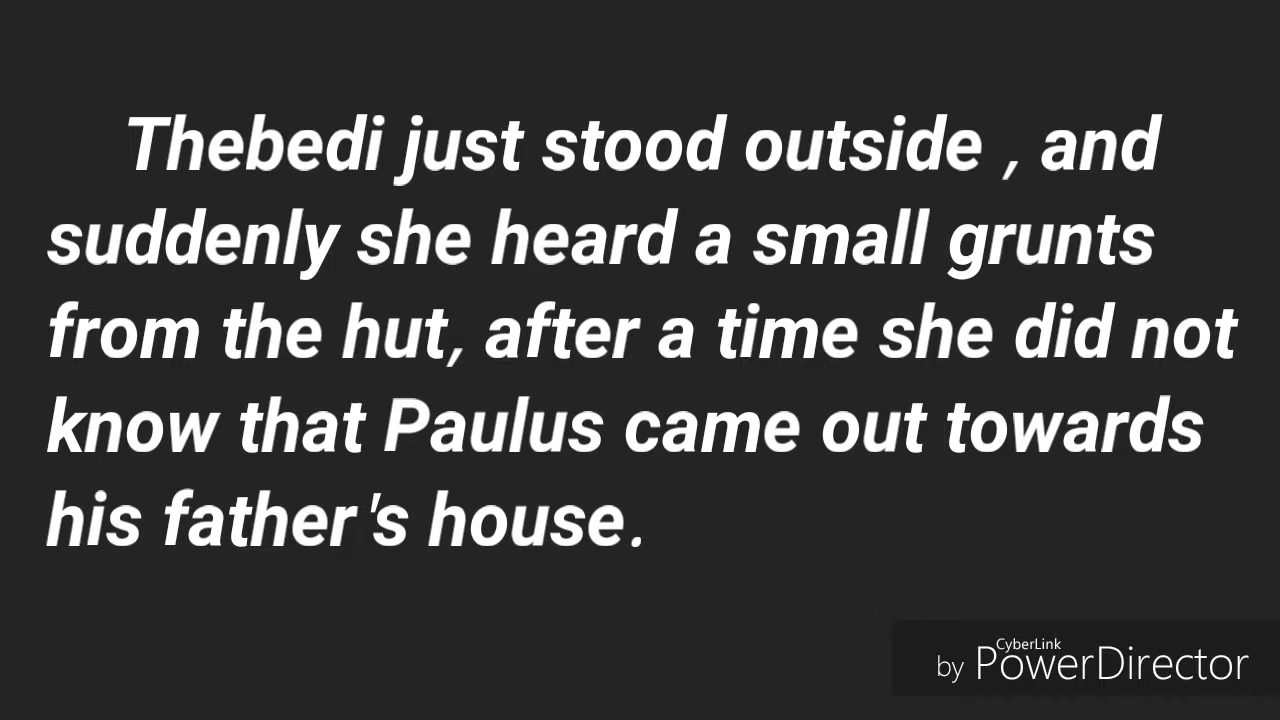 Thebedi just stood outside , and
suddenly she heard a small grunts
from the hut, after a time she did not
know that Paulus came out towards
his father's house.
CyberLink
by PowerDirector